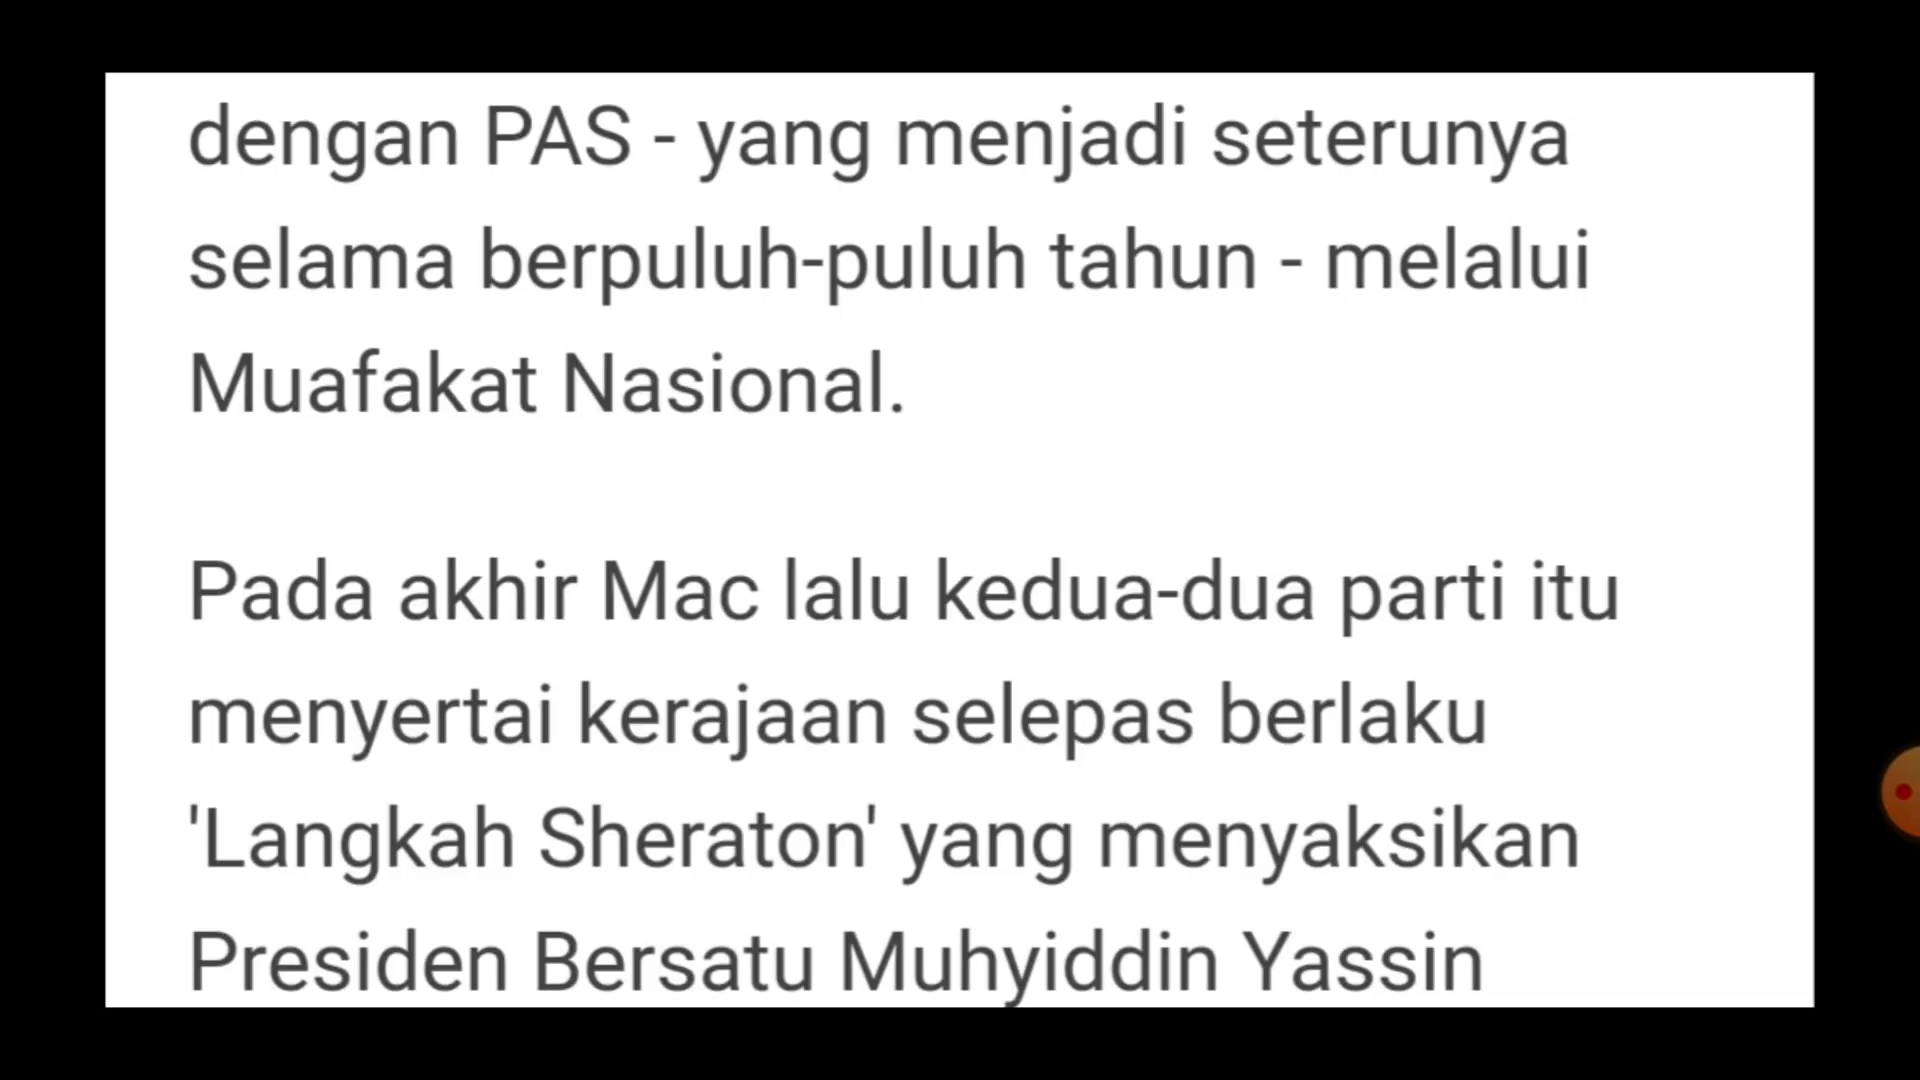 dengan PAS - yang menjadi seterunya
selama berpuluh-puluh tahun - melalui
Muafakat Nasional.
Pada akhir Mac lalu kedua-dua parti itu
menyertai kerajaan selepas berlaku
'Langkah Sheraton' yang menyaksikan
Presiden Bersatu Muhyiddin Yassin